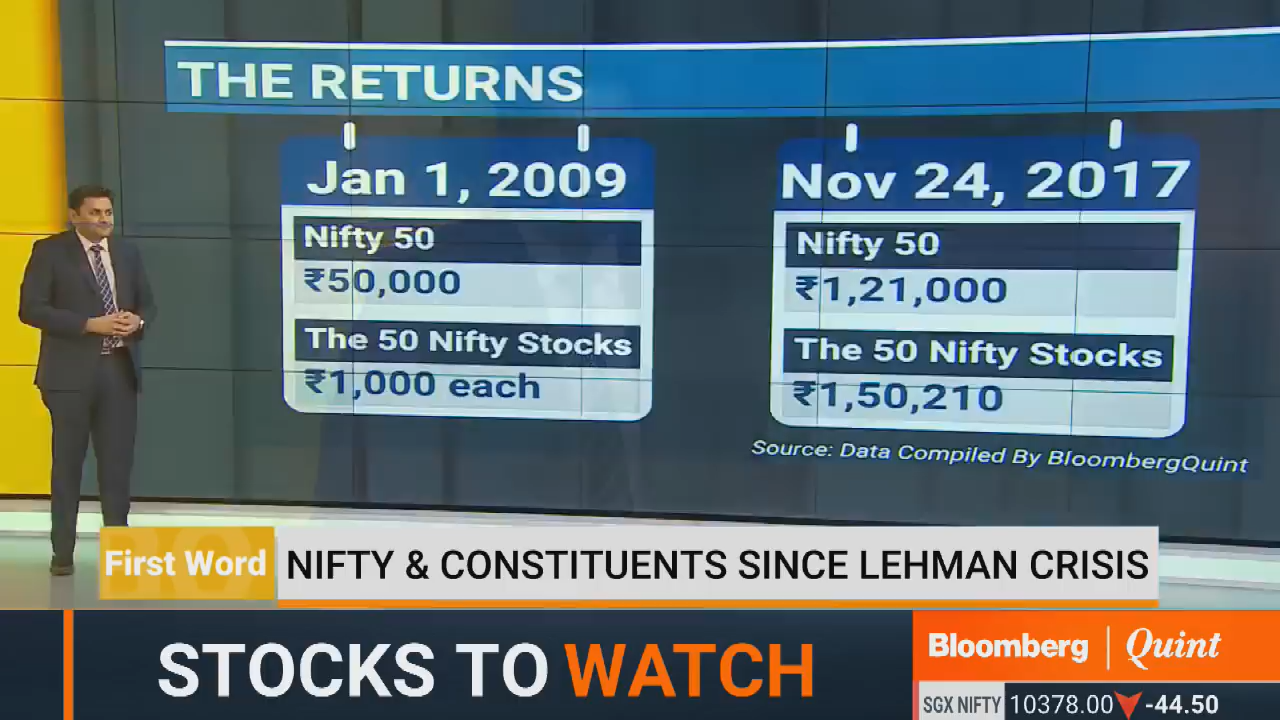 THE RETURNS
Jan 1, 2009
Nifty 50
₹50,000
The 50 Nifty Stocks
₹1,000 each
Nov 24, 2017
Nifty 50
₹1,21,000
The 50 Nifty Stocks
₹1,50,210
Source: Data Compiled By BloombergQuint
First Word
NIFTY & CONSTITUENTS SINCE LEHMAN CRISIS
STOCKS TO WATCH
Bloomberg | Quint
SGX NIFTY 10378.00 -44.50